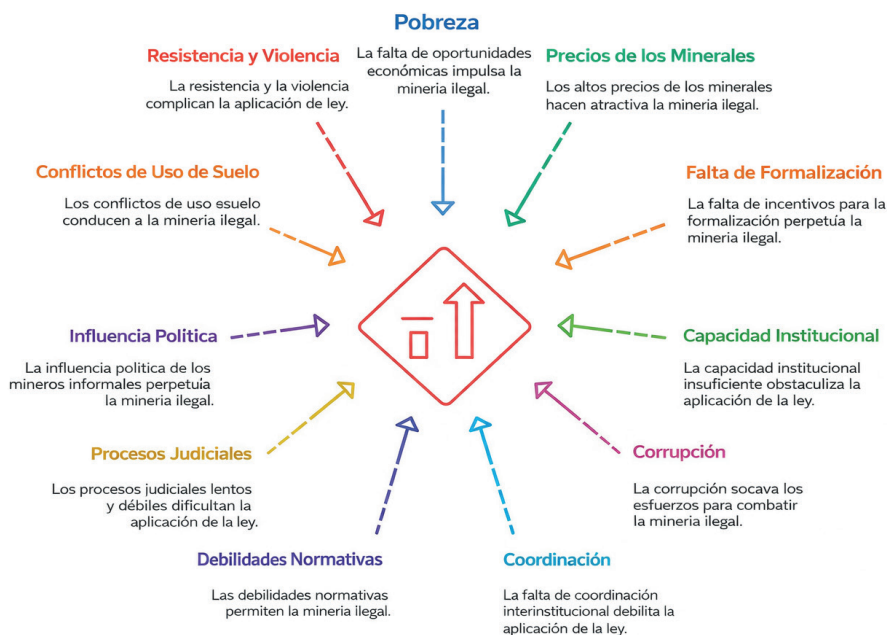 Pobreza
La falta de oportunidades
económicas impulsa la
mineria ilegal.
Resistencia y Violencia
La resistencia y la violencia
complican la aplicación de ley.
Precios de los Minerales
Los altos precios de los minerales
hacen atractiva la mineria ilegal.
Conflictos de Uso de Suelo
Los conflictos de uso esuelo
conducen a la mineria ilegal.
Falta de Formalización
La falta de incentivos para la
formalización perpetúa la
mineria ilegal.
Influencia Politica
La influencia politica de los
mineros informales perpetuía
la mineria ilegal.
Capacidad Institucional
La capacidad institucional
insuficiente obstaculiza la
aplicación de la ley.
Procesos Judiciales
Los procesos judiciales lentos
y débiles dificultan la
aplicación de la ley.
Corrupción
La corrupción socava los
esfuerzos para combatir
la mineria ilegal.
Debilidades Normativas
Las debilidades normativas
permiten la mineria ilegal.
Coordinación
La falta de coordinación
interinstitucional debilita la
aplicación de la ley.